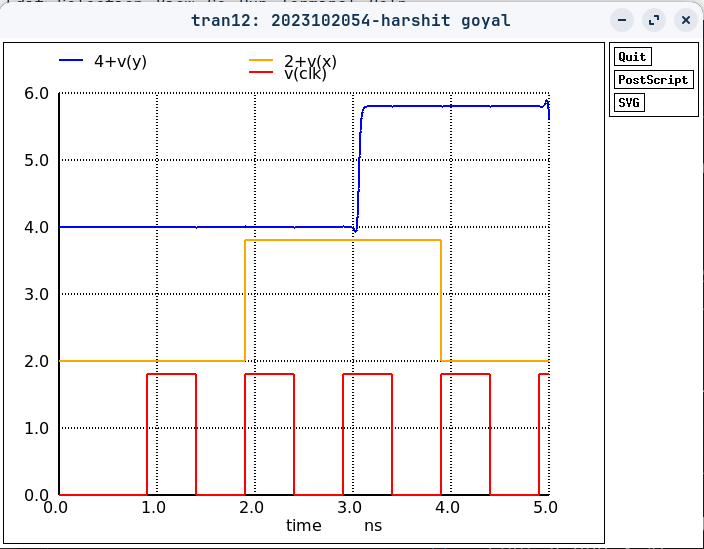 tran12: 2023102054-harshit goyal
4+v(y)
2+v(x)
v(clk)
Quit
PostScript
SVG
6.0
5.0
4.0
3.0
2.0
1.0
0.0
0.0 1.0 2.0 3.0 4.0 5.0
time ns